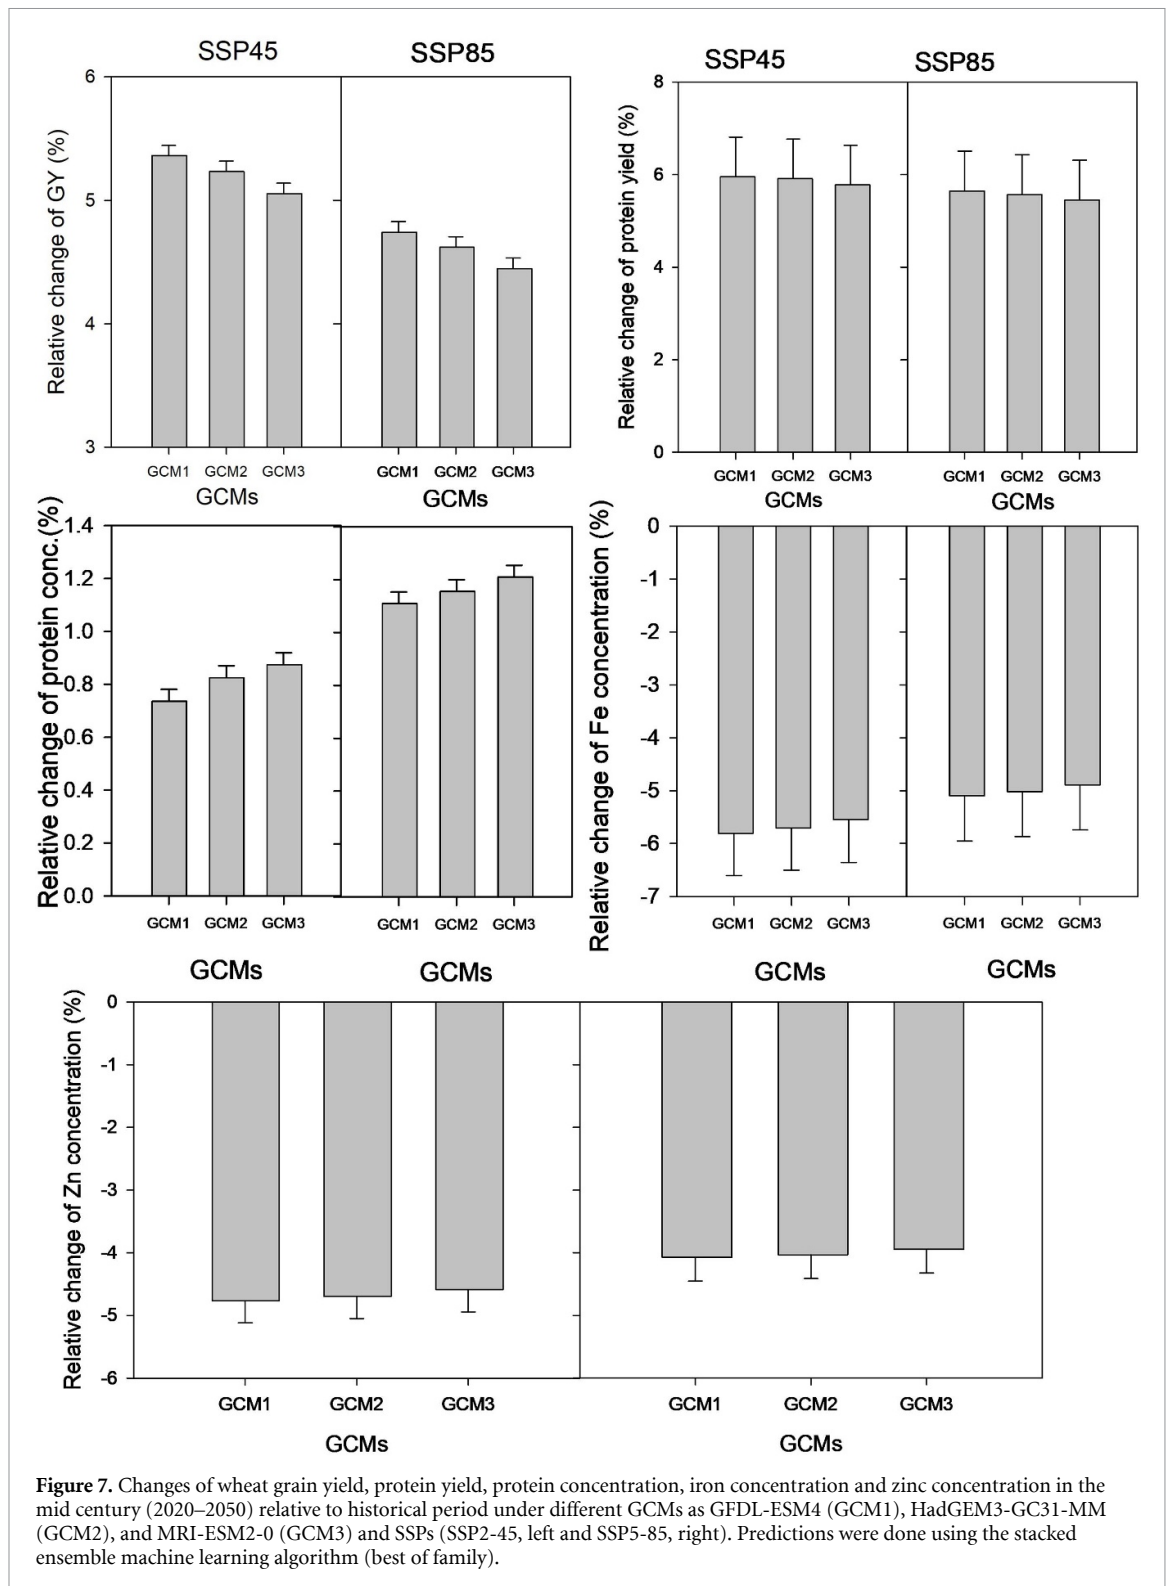 SSP45
SSP85
Relative change of GY (%)
6
5
4
3
GCM1 GCM2 GCM3
GCM1 GCM2 GCM3
GCMs
GCMs
SSP45
SSP85
Relative change of protein yield (%)
8
6
4
2
0
GCM1 GCM2 GCM3
GCM1 GCM2 GCM3
GCMs
GCMs
Relative change of protein conc.(%)
1.4
1.2
1.0
0.8
0.6
0.4
0.2
0.0
GCM1 GCM2 GCM3
GCM1 GCM2 GCM3
GCMs
GCMs
Relative change of Fe concentration (%)
0
-1
-2
-3
-4
-5
-6
-7
GCM1 GCM2 GCM3
GCM1 GCM2 GCM3
GCMs
GCMs
Relative change of Zn concentration (%)
0
-1
-2
-3
-4
-5
-6
GCM1 GCM2 GCM3
GCM1 GCM2 GCM3
GCMs
GCMs
Figure 7. Changes of wheat grain yield, protein yield, protein concentration, iron concentration and zinc concentration in the
mid century (2020–2050) relative to historical period under different GCMs as GFDL-ESM4 (GCM1), HadGEM3-GC31-MM
(GCM2), and MRI-ESM2-0 (GCM3) and SSPs (SSP2-45, left and SSP5-85, right). Predictions were done using the stacked
ensemble machine learning algorithm (best of family).